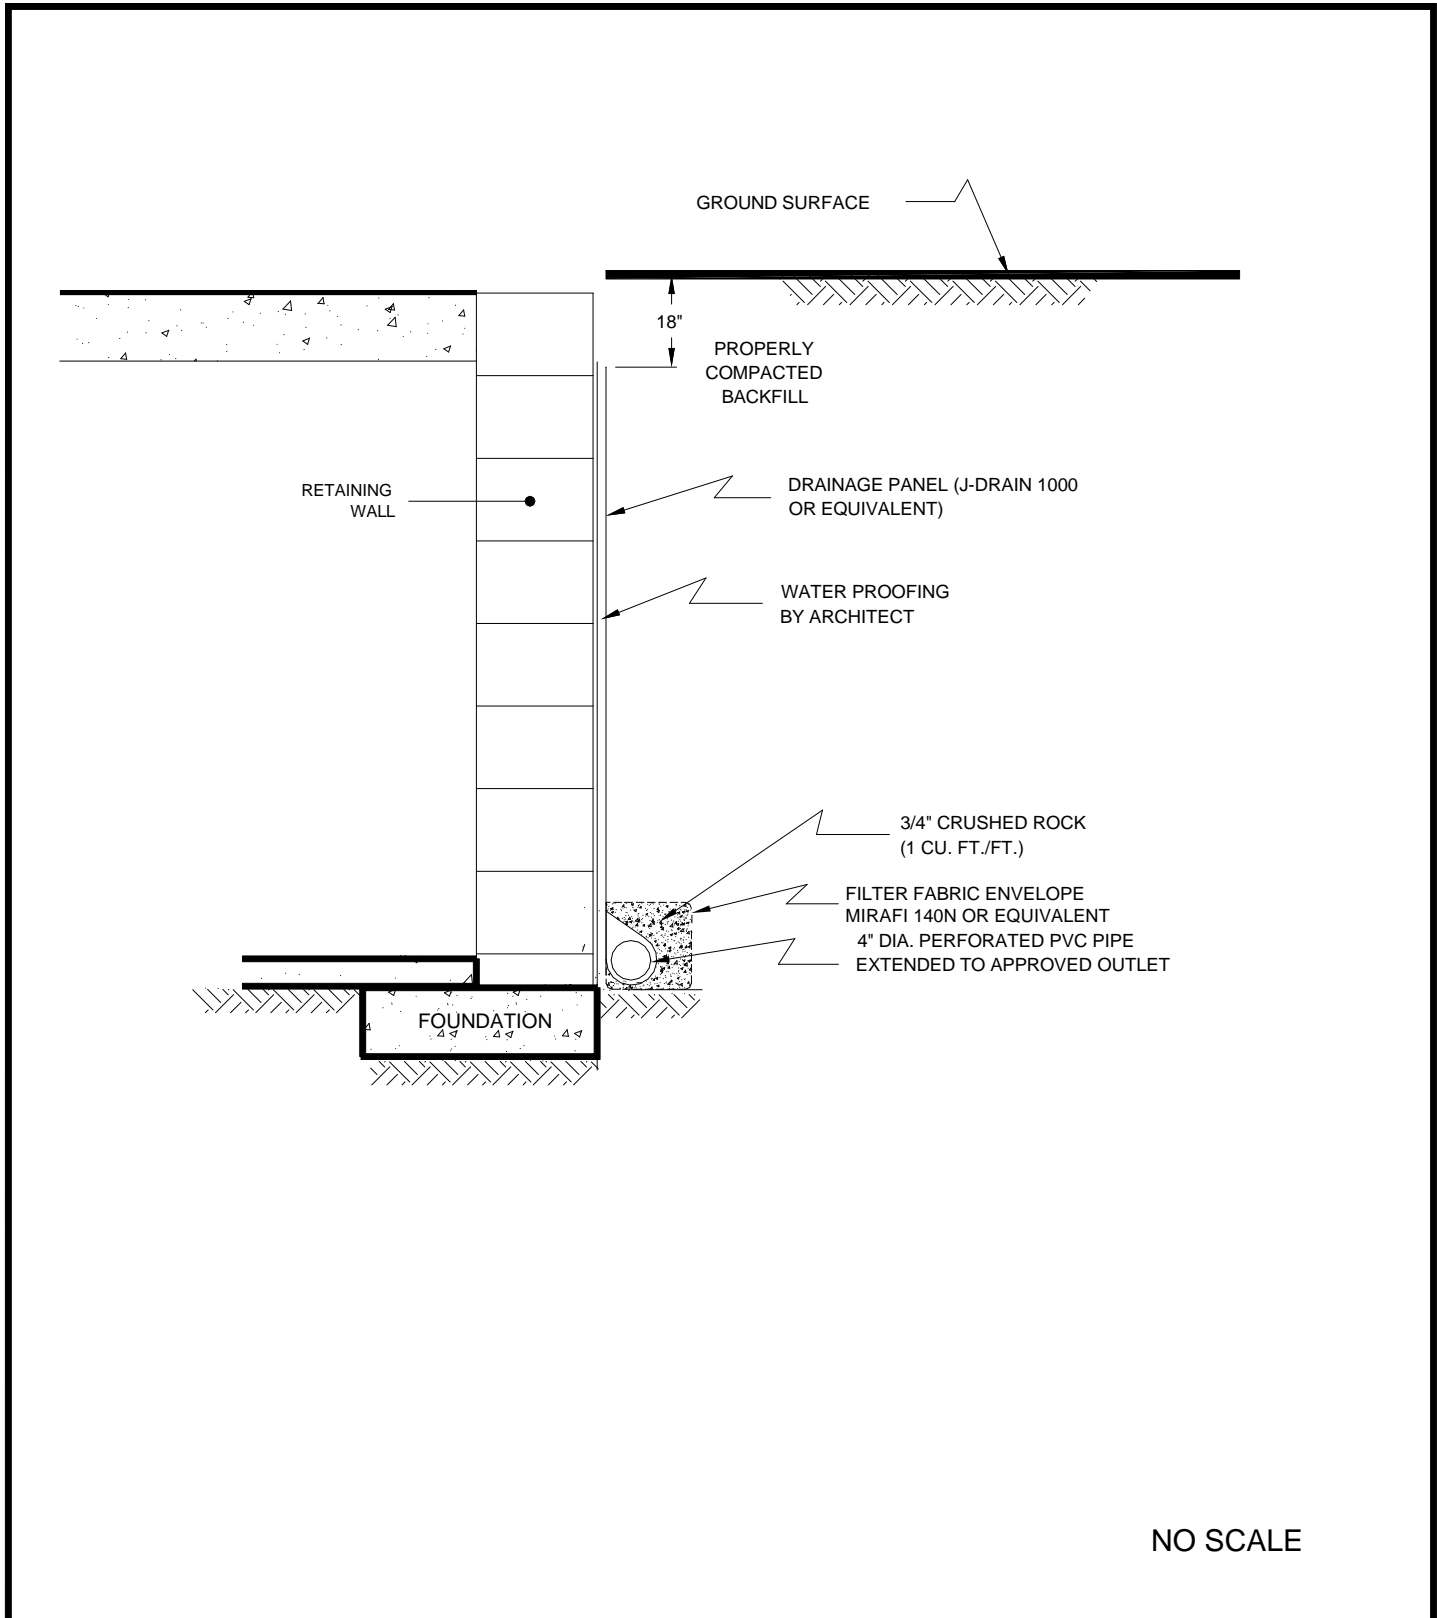 GROUND SURFACE
18"
PROPERLY
COMPACTED
BACKFILL
RETAINING
WALL
DRAINAGE PANEL (J-DRAIN 1000
OR EQUIVALENT)
WATER PROOFING
BY ARCHITECT
3/4" CRUSHED ROCK
(1 CU. FT./FT.)
FILTER FABRIC ENVELOPE
MIRAFI 140N OR EQUIVALENT
4" DIA. PERFORATED PVC PIPE
EXTENDED TO APPROVED OUTLET
FOUNDATION
NO SCALE